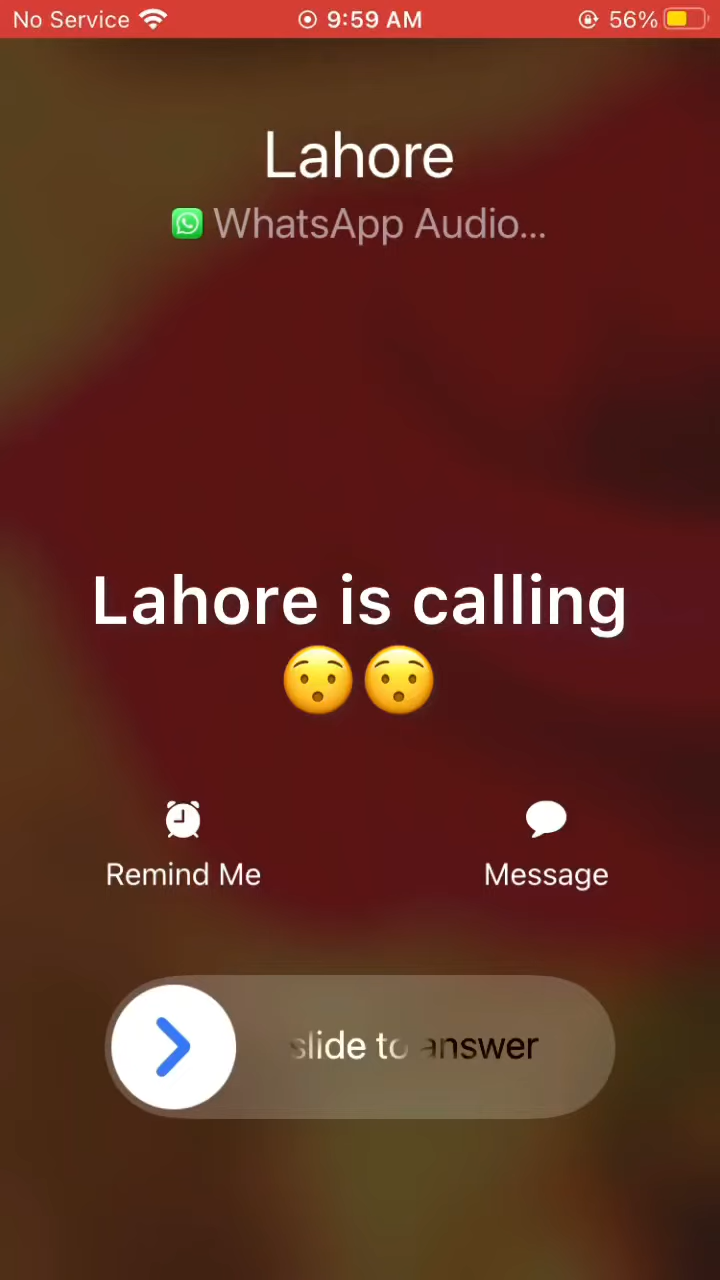 No Service 9:59 AM 56%
Lahore
WhatsApp Audio...
Lahore is calling
😯😯
Remind Me Message
slide to answer